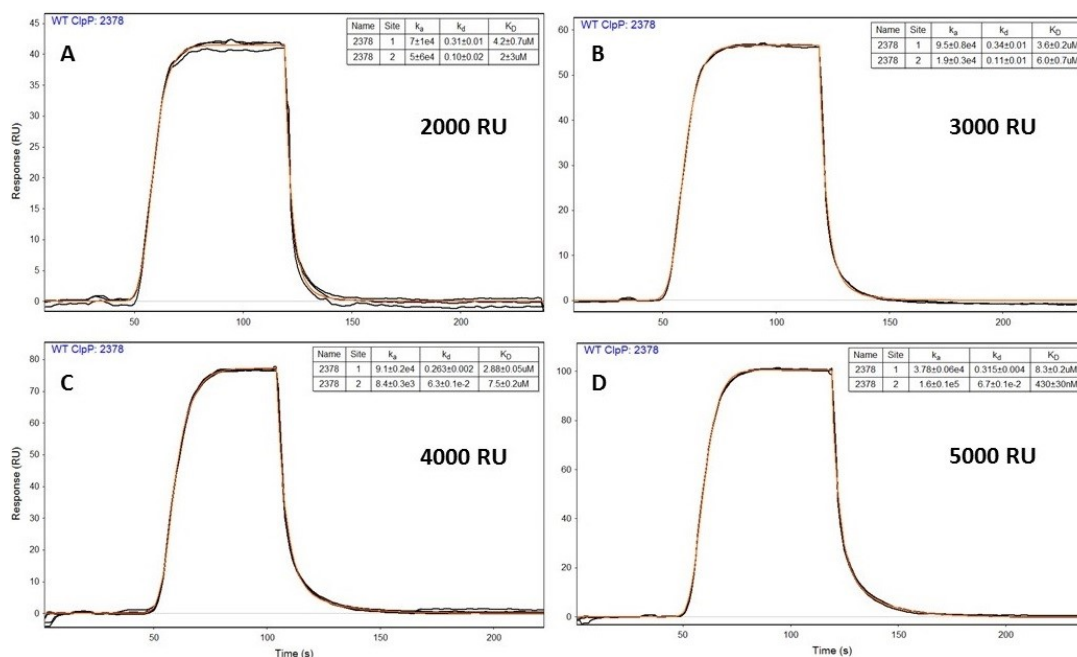 WT ClpP: 2378
A
Name Site ka kd KD
2378 1 7±1e4 0.31±0.01 4.2±0.7uM
2378 2 5±6e4 0.10±0.02 2±3uM
2000 RU
Response (RU)
45
40
35
30
25
20
15
10
5
0
50 100 150 200
WT ClpP: 2378
B
Name Site ka kd KD
2378 1 9.5±0.8e4 0.34±0.01 3.6±0.2uM
2378 2 1.9±0.3e4 0.11±0.01 6.0±0.7uM
3000 RU
60
50
40
30
20
10
0
50 100 150 200
WT ClpP: 2378
C
Name Site ka kd KD
2378 1 9.1±0.2e4 0.263±0.002 2.88±0.05uM
2378 2 8.4±0.3e3 6.3±0.1e-2 7.5±0.2uM
4000 RU
Response (RU)
80
70
60
50
40
30
20
10
0
50 100 150 200
Time (s)
WT ClpP: 2378
D
Name Site ka kd KD
2378 1 3.78±0.06e4 0.315±0.004 8.3±0.2uM
2378 2 1.6±0.1e5 6.7±0.1e-2 430±30nM
5000 RU
100
80
60
40
20
0
50 100 150 200
Time (s)